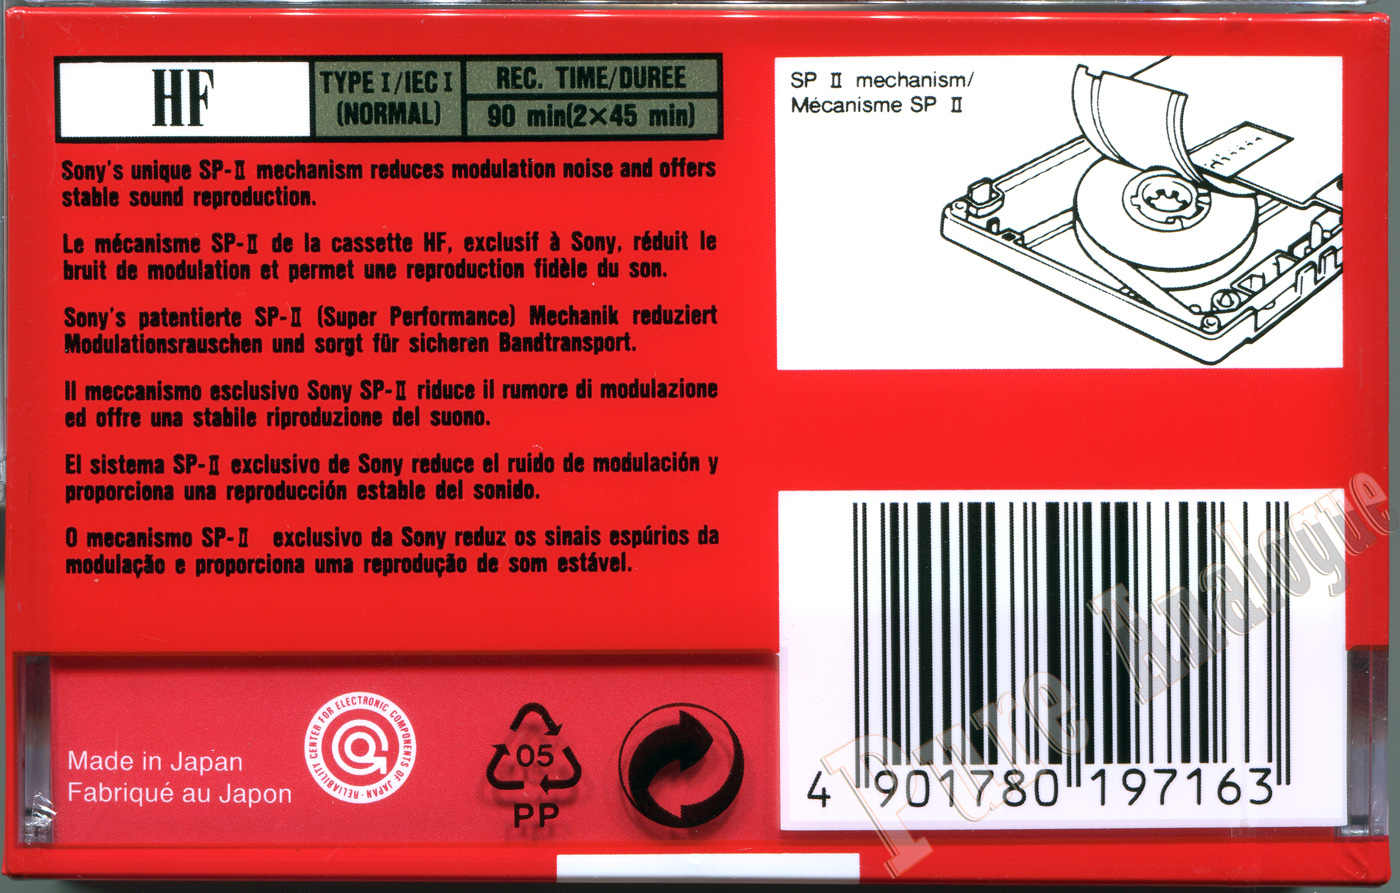 HF
TYPE I/IEC I
(NORMAL)
REC. TIME/DUREE
90 min(2×45 min)
Sony's unique SP-II mechanism reduces modulation noise and offers
stable sound reproduction.
Le mécanisme SP-II de la cassette HF, exclusif à Sony, réduit le
bruit de modulation et permet une reproduction fidèle du son.
Sony's patentierte SP-II (Super Performance) Mechanik reduziert
Modulationsrauschen und sorgt für sicheren Bandtransport.
Il meccanismo esclusivo Sony SP-II riduce il rumore di modulazione
ed offre una stabile riproduzione del suono.
El sistema SP-II exclusivo de Sony reduce el ruido de modulación y
proporciona una reproducción estable del sonido.
O mecanismo SP-II exclusivo da Sony reduz os sinais espúrios da
modulação e proporciona uma reprodução de som estável.
SP II mechanism/
Mécanisme SP II
Made in Japan
Fabriqué au Japon
RELIABILITY CENTER FOR ELECTRONIC COMPONENTS OF JAPAN
05
PP
4 901780 197163
Pure Analogue